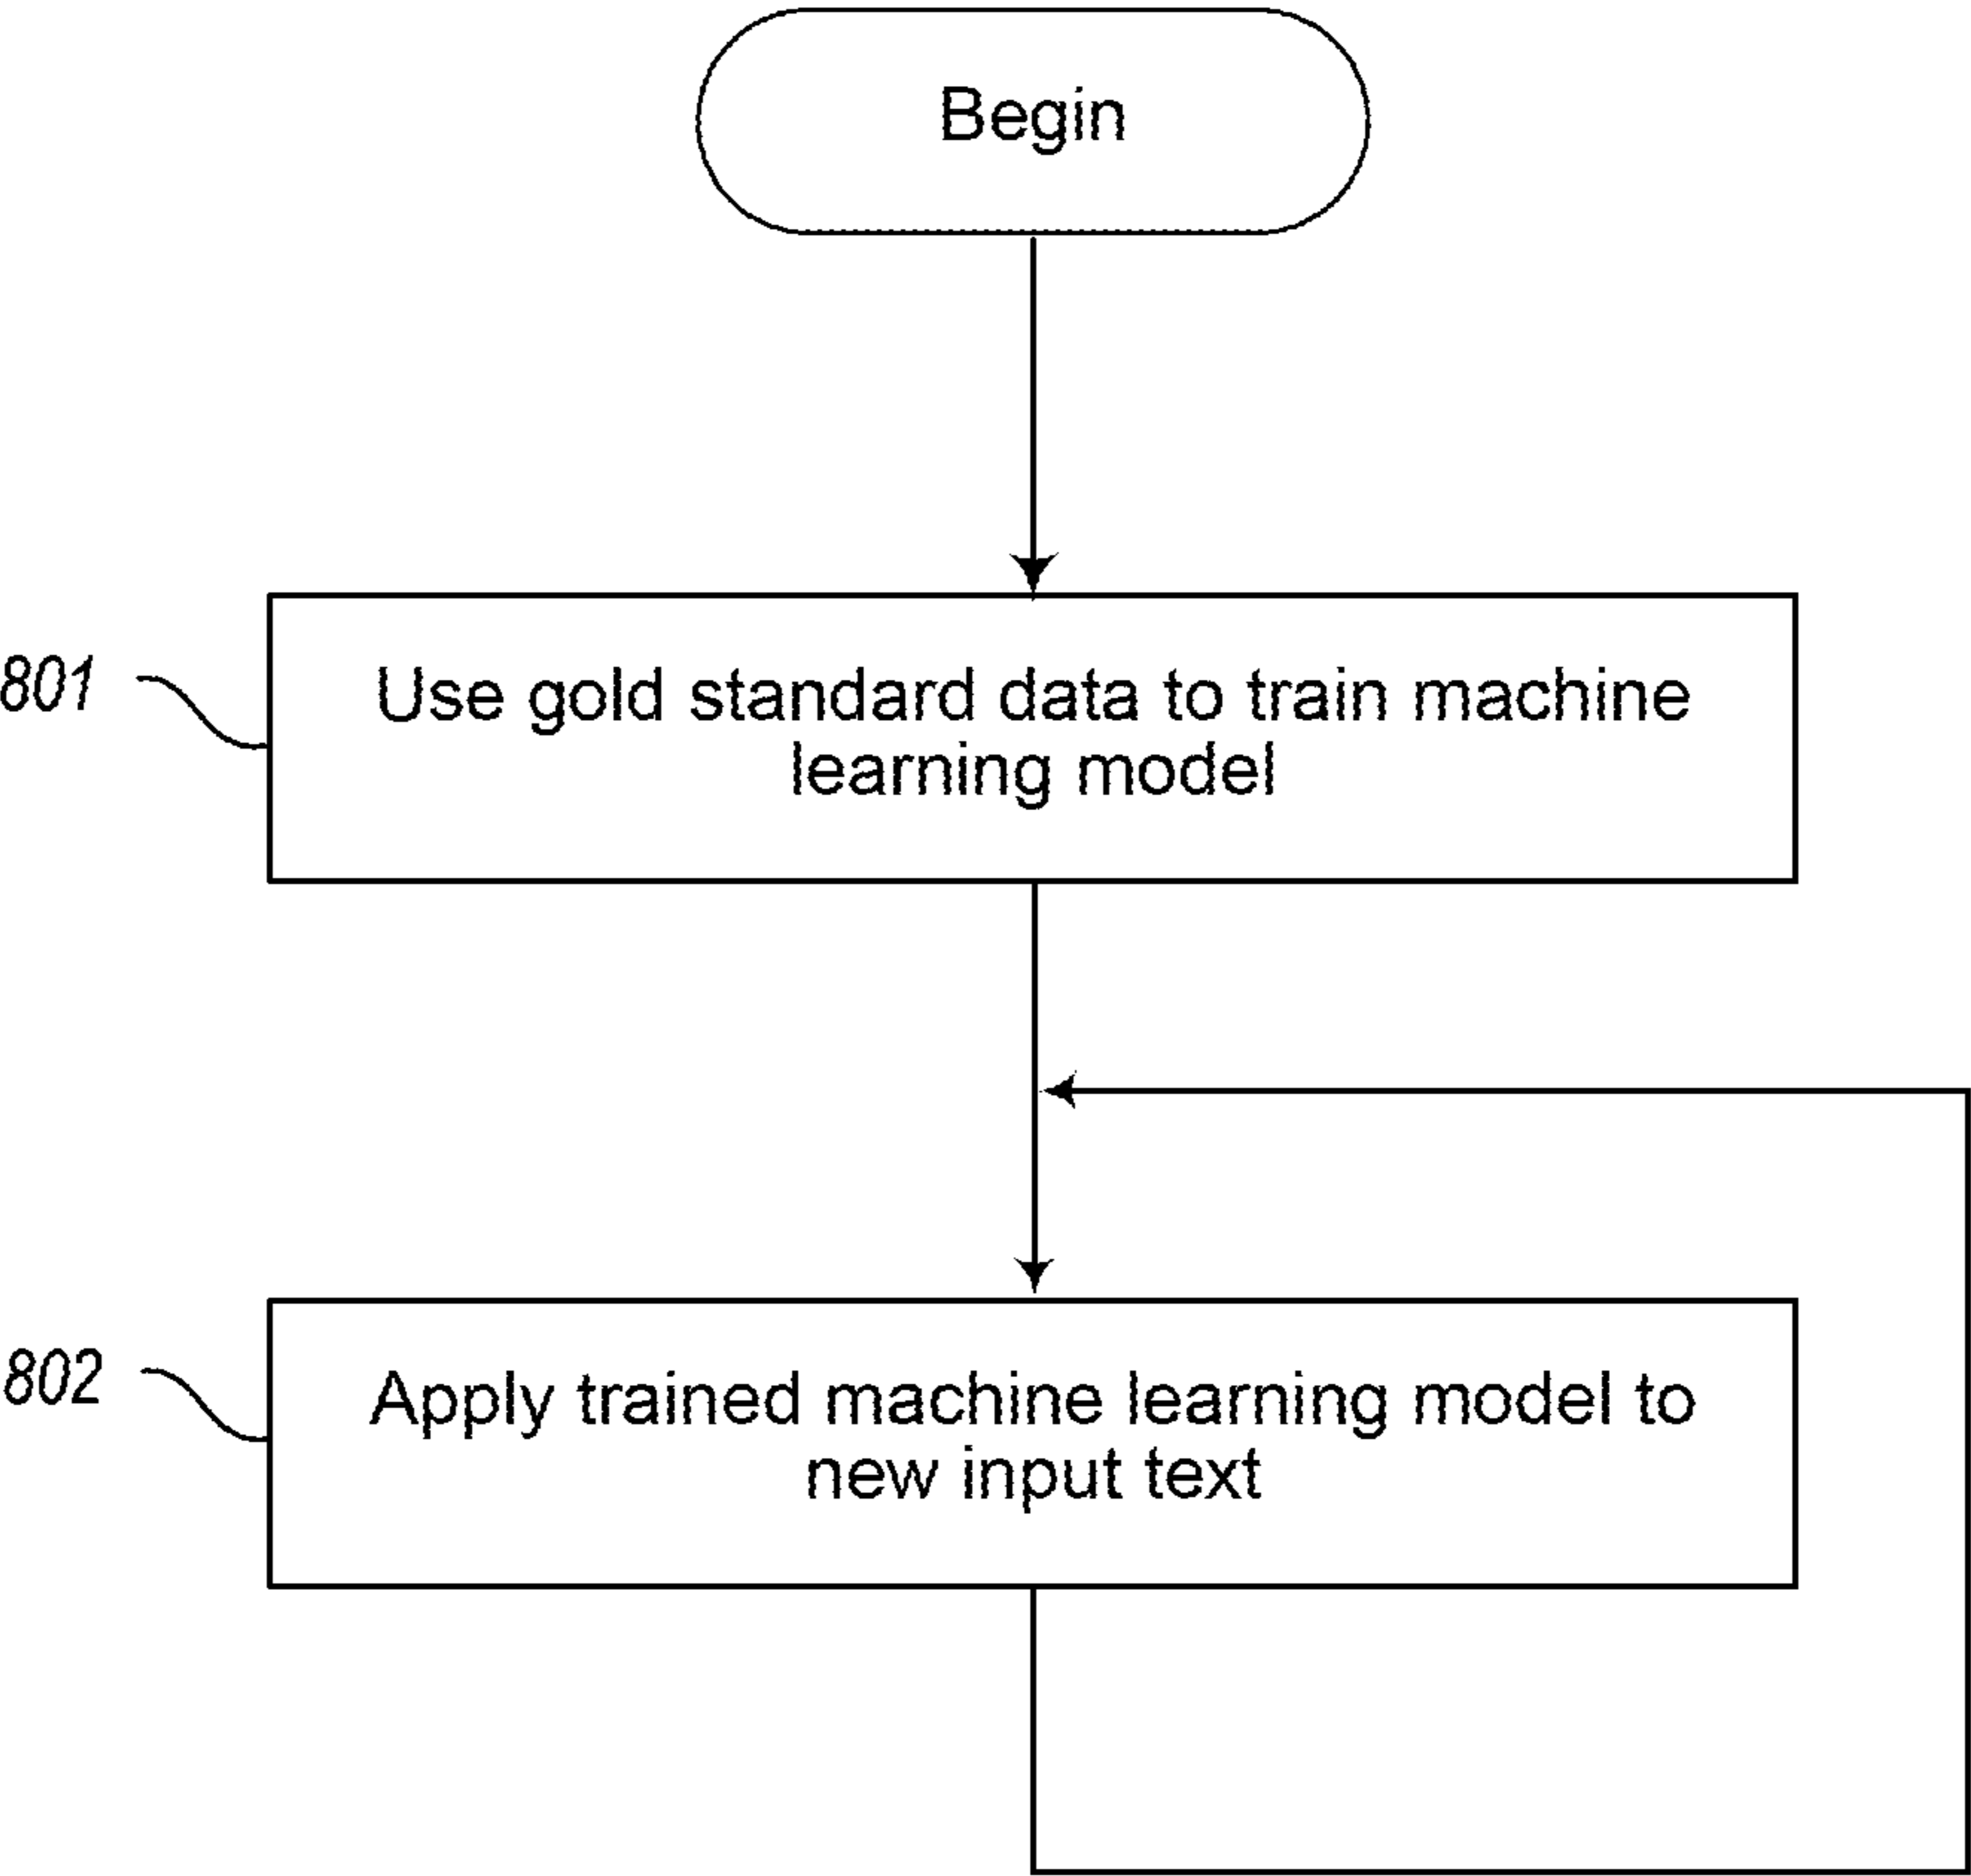 Begin
801
Use gold standard data to train machine
learning model
802
Apply trained machine learning model to
new input text